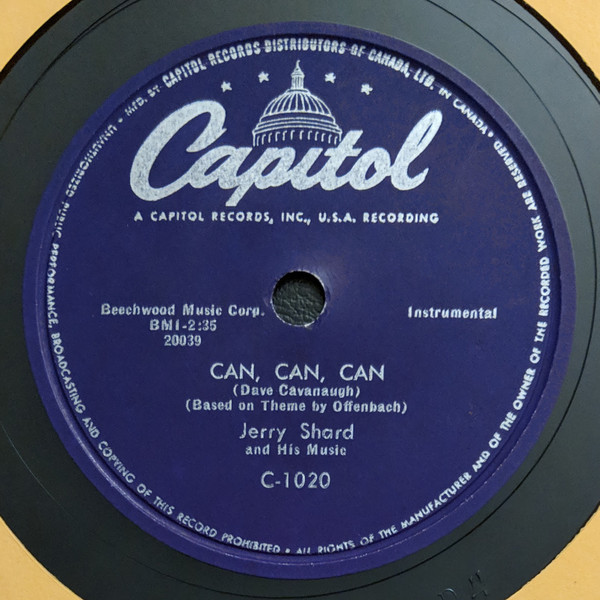 MFD. BY CAPITOL RECORDS DISTRIBUTORS OF CANADA, LTD. IN CANADA • ALL RIGHTS OF THE MANUFACTURER AND OF THE OWNER OF THE RECORDED WORK ARE RESERVED
UNAUTHORIZED PUBLIC PERFORMANCE, BROADCASTING AND COPYING OF THIS RECORD PROHIBITED •
Capitol
A CAPITOL RECORDS, INC., U.S.A. RECORDING
Beechwood Music Corp.
BMI-2:35
20039
Instrumental
CAN, CAN, CAN
(Dave Cavanaugh)
(Based on Theme by Offenbach)
Jerry Shard
and His Music
C-1020